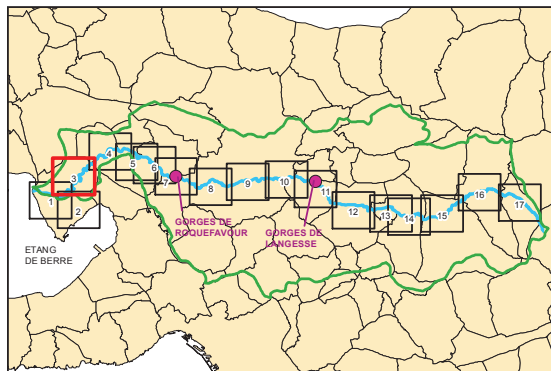 3
4
5
6
7
8
9
10
11
1
2
12
13
14
15
16
17
GORGES DE
ROQUEFAVOUR
GORGES DE
LANGESSE
ETANG
DE BERRE